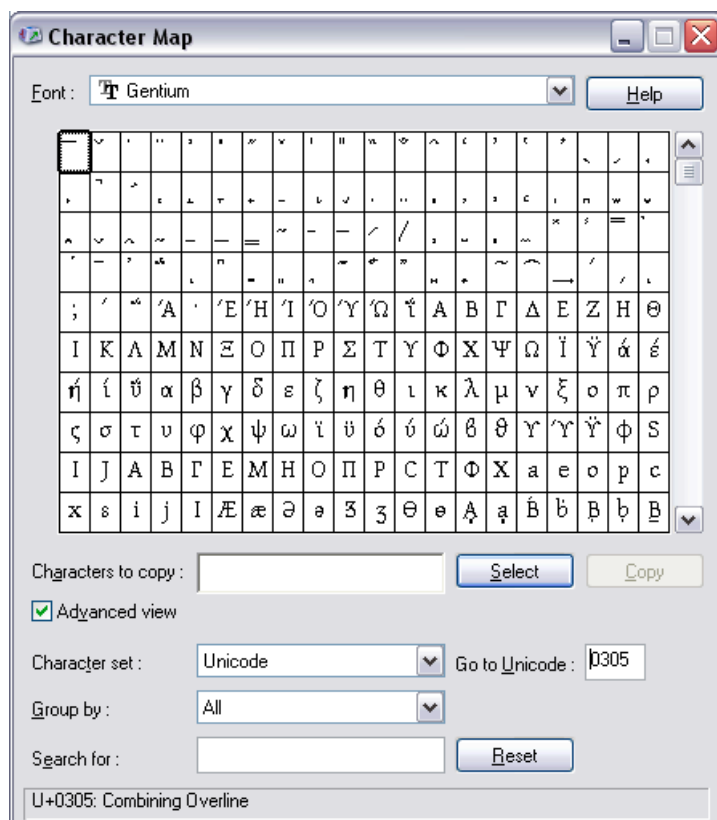 Character Map
Font : Gentium Help
; ΄ ΅ Ά · Έ Ή Ί Ό Ύ Ώ ΐ Α Β Γ Δ Ε Ζ Η Θ
Ι Κ Λ Μ Ν Ξ Ο Π Ρ Σ Τ Υ Φ Χ Ψ Ω Ϊ Ϋ ά έ
ή ί ΰ α β γ δ ε ζ η θ ι κ λ μ ν ξ ο π ρ
ς σ τ υ φ χ ψ ω ϊ ϋ ό ύ ώ ϐ ϑ ϒ ϓ ϔ ϕ Ѕ
І Ј А В Г Е М Н О П Р С Т Ф Х а е о р с
х ѕ і ј Ӏ Ӕ ӕ Ә ә Ӡ ӡ Ө ө Ḁ ḁ Ḃ ḃ Ḅ ḅ Ḇ
Characters to copy : Select Copy
Advanced view
Character set : Unicode Go to Unicode : 0305
Group by : All
Search for : Reset
U+0305: Combining Overline